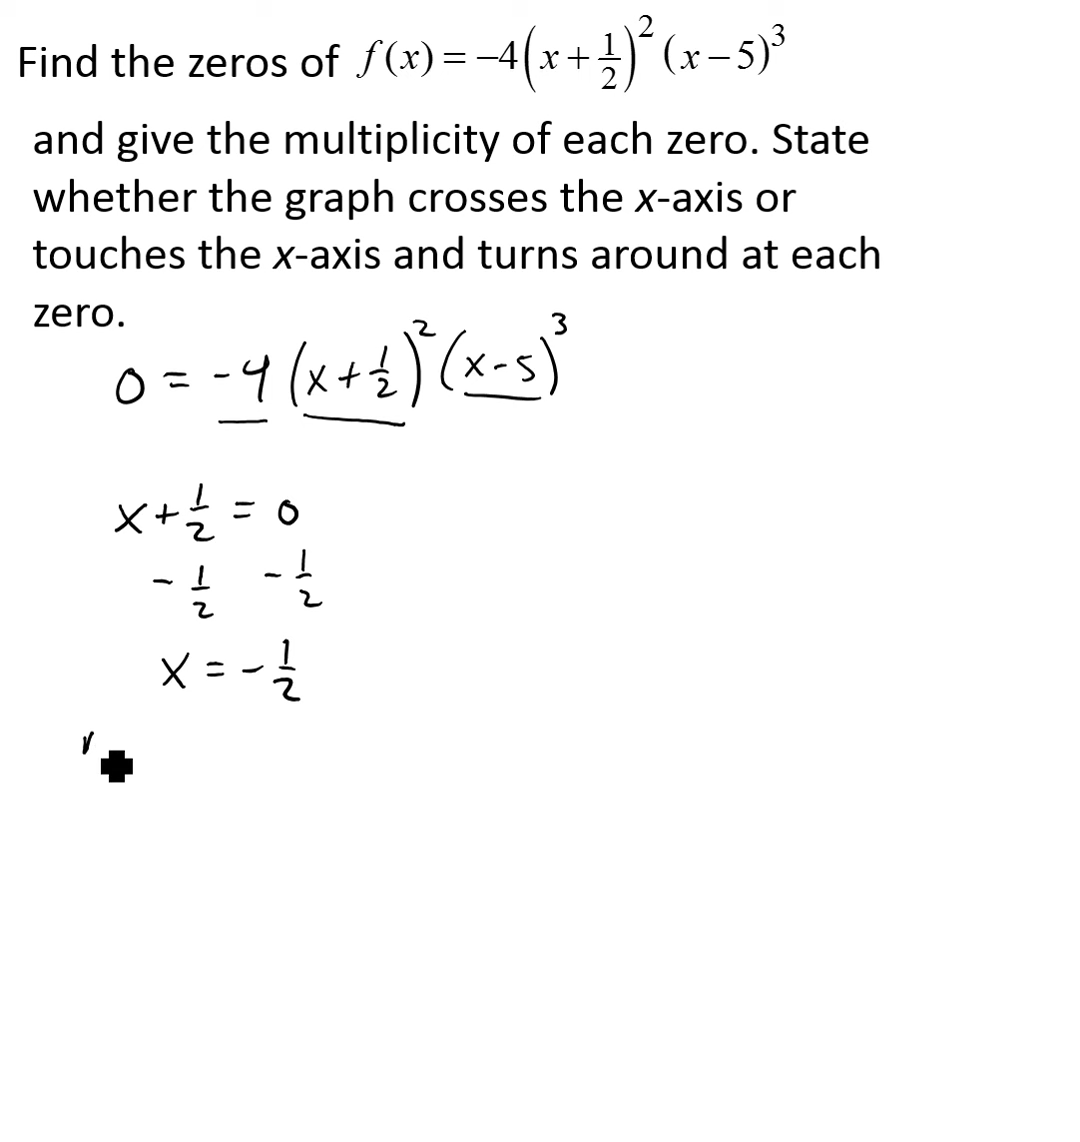 Find the zeros of f(x) = −4(x + 1/2)²(x − 5)³
and give the multiplicity of each zero. State
whether the graph crosses the x-axis or
touches the x-axis and turns around at each
zero.
0 = -4 (x + 1/2)² (x - 5)³
x + 1/2 = 0
- 1/2 - 1/2
x = - 1/2